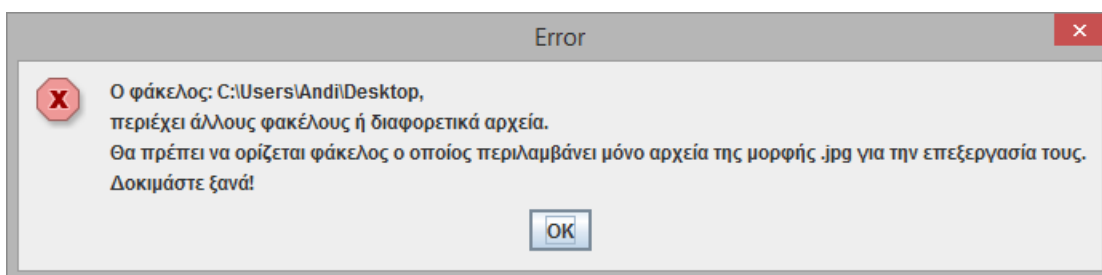 Error
Ο φάκελος: C:\Users\Andi\Desktop,
περιέχει άλλους φακέλους ή διαφορετικά αρχεία.
Θα πρέπει να ορίζεται φάκελος ο οποίος περιλαμβάνει μόνο αρχεία της μορφής .jpg για την επεξεργασία τους.
Δοκιμάστε ξανά!
OK